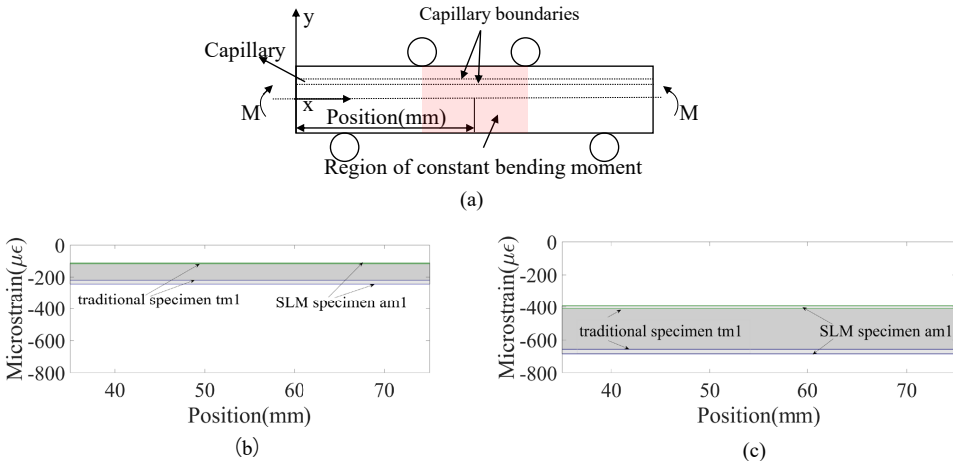 y
Capillary boundaries
Capillary
M
x
M
Position(mm)
Region of constant bending moment
(a)
Microstrain(με)
0
-200
-400
-600
-800
traditional specimen tm1
SLM specimen am1
40
50
60
70
Position(mm)
(b)
Microstrain(με)
0
-200
-400
-600
-800
traditional specimen tm1
SLM specimen am1
40
50
60
70
Position(mm)
(c)